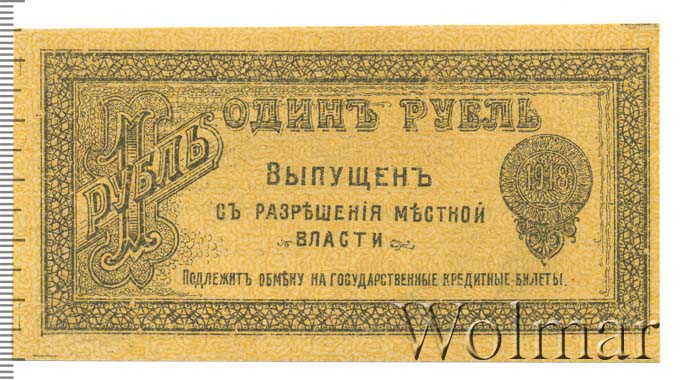 1 РУБЛЬ
ОДИНЪ РУБЛЬ
ВЫПУЩЕНЪ
СЪ РАЗРѢШЕНІЯ МѢСТНОЙ
ВЛАСТИ
1918
ПОДЛЕЖИТЪ ОБМѢНУ НА ГОСУДАРСТВЕННЫЕ КРЕДИТНЫЕ БИЛЕТЫ.
Wolmar